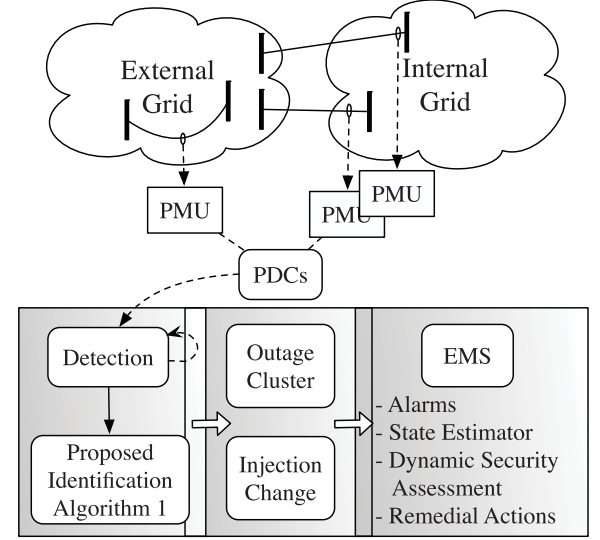 External
Grid
Internal
Grid
PMU
PMU
PMU
PDCs
Detection
Proposed
Identification
Algorithm 1
Outage
Cluster
Injection
Change
EMS
- Alarms
- State Estimator
- Dynamic Security
Assessment
- Remedial Actions